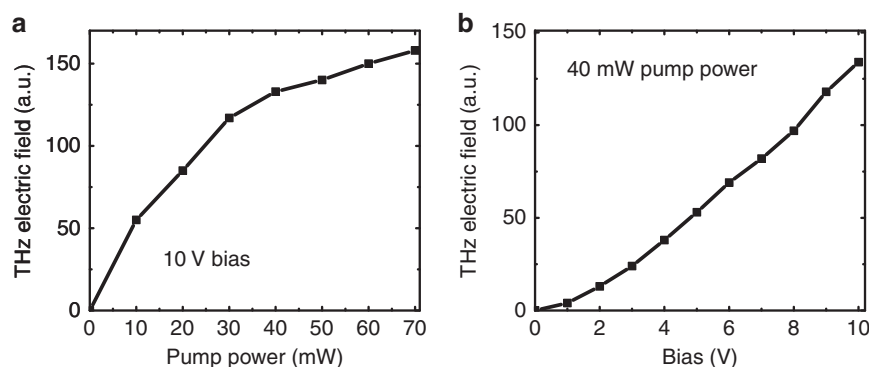 a
THz electric field (a.u.)
150
100
50
0
10 V bias
0 10 20 30 40 50 60 70
Pump power (mW)
b
THz electric field (a.u.)
150
100
50
0
40 mW pump power
0 2 4 6 8 10
Bias (V)